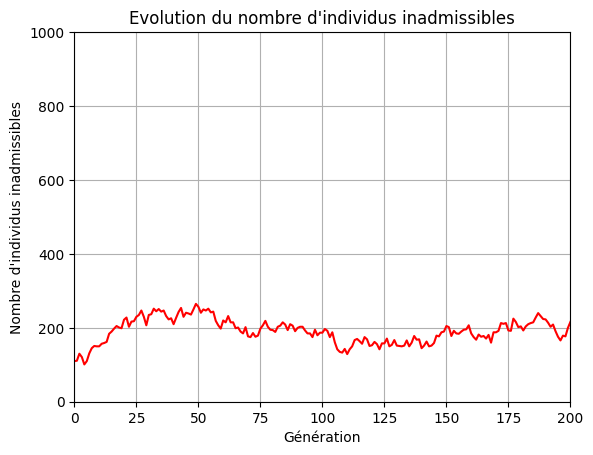 Evolution du nombre d'individus inadmissibles
1000
800
600
400
200
0
Nombre d'individus inadmissibles
0 25 50 75 100 125 150 175 200
Génération